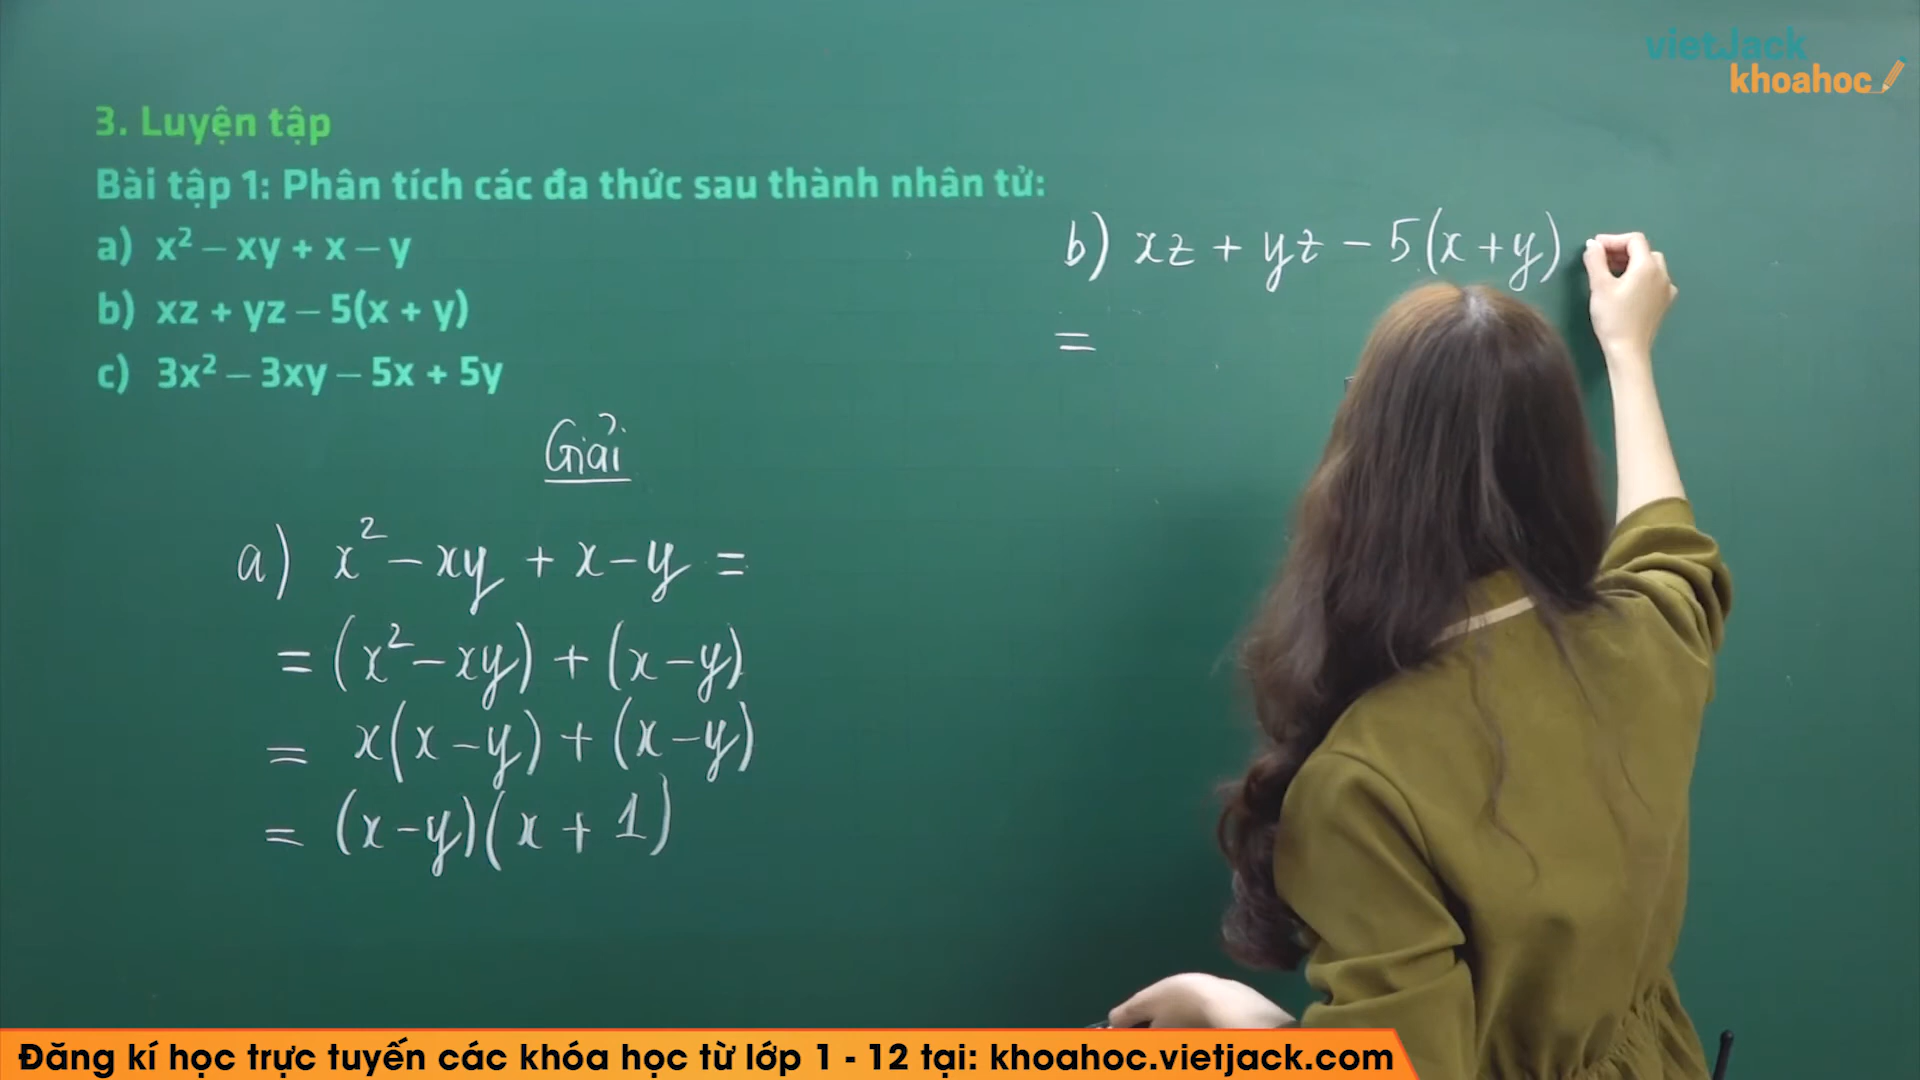 vietJack
khoahoc
3. Luyện tập
Bài tập 1: Phân tích các đa thức sau thành nhân tử:
a) x² – xy + x – y
b) xz + yz – 5(x + y)
c) 3x² – 3xy – 5x + 5y
Giải
a) x² – xy + x – y =
= (x² – xy) + (x – y)
= x(x – y) + (x – y)
= (x – y)(x + 1)
b) xz + yz – 5(x + y)
=
Đăng kí học trực tuyến các khóa học từ lớp 1 - 12 tại: khoahoc.vietjack.com